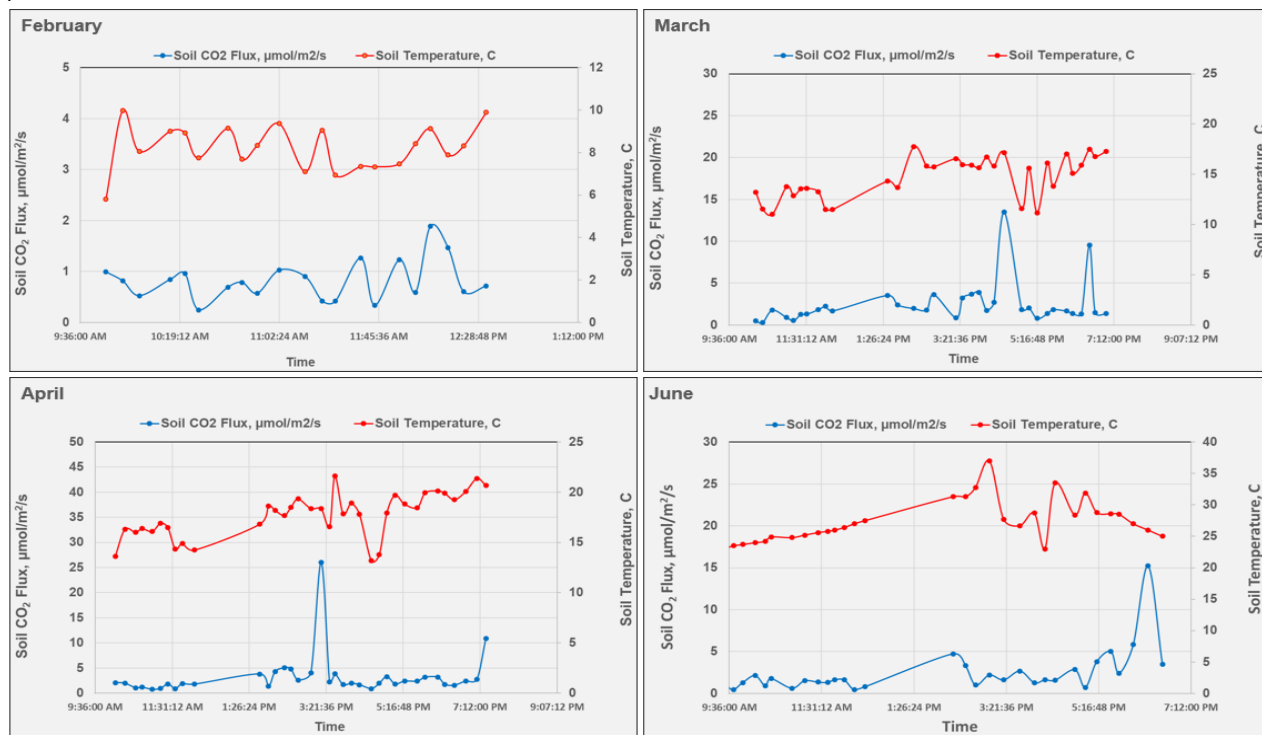 February
Soil CO2 Flux, µmol/m2/s Soil Temperature, C
5
4
3
2
1
0
12
10
8
6
4
2
0
Soil CO₂ Flux, µmol/m²/s
Soil Temperature, C
9:36:00 AM 10:19:12 AM 11:02:24 AM 11:45:36 AM 12:28:48 PM 1:12:00 PM
Time
March
Soil CO2 Flux, µmol/m2/s Soil Temperature, C
30
25
20
15
10
5
0
25
20
15
10
5
0
Soil CO₂ Flux, µmol/m²/s
Soil Temperature, C
9:36:00 AM 11:31:12 AM 1:26:24 PM 3:21:36 PM 5:16:48 PM 7:12:00 PM 9:07:12 PM
Time
April
Soil CO2 Flux, µmol/m2/s Soil Temperature, C
50
45
40
35
30
25
20
15
10
5
0
25
20
15
10
5
0
Soil CO₂ Flux, µmol/m²/s
Soil Temperature, C
9:36:00 AM 11:31:12 AM 1:26:24 PM 3:21:36 PM 5:16:48 PM 7:12:00 PM 9:07:12 PM
Time
June
Soil CO2 Flux, µmol/m2/s Soil Temperature, C
30
25
20
15
10
5
0
40
35
30
25
20
15
10
5
0
Soil CO₂ Flux, µmol/m²/s
Soil Temperature, C
9:36:00 AM 11:31:12 AM 1:26:24 PM 3:21:36 PM 5:16:48 PM 7:12:00 PM
Time